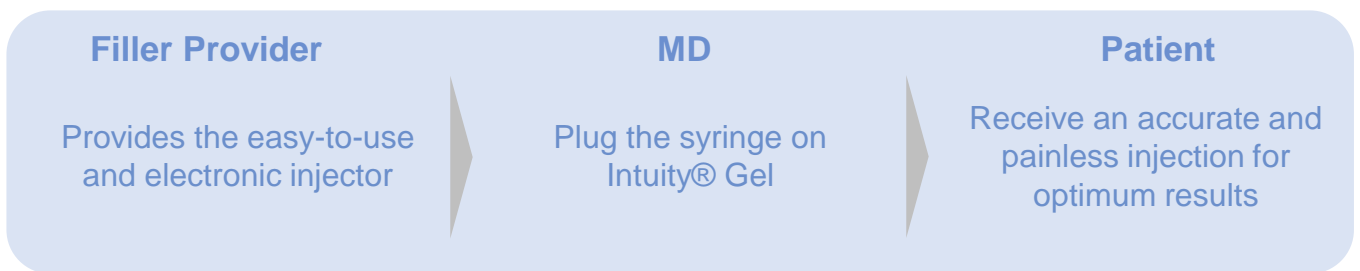 Filler Provider
Provides the easy-to-use
and electronic injector
MD
Plug the syringe on
Intuity® Gel
Patient
Receive an accurate and
painless injection for
optimum results